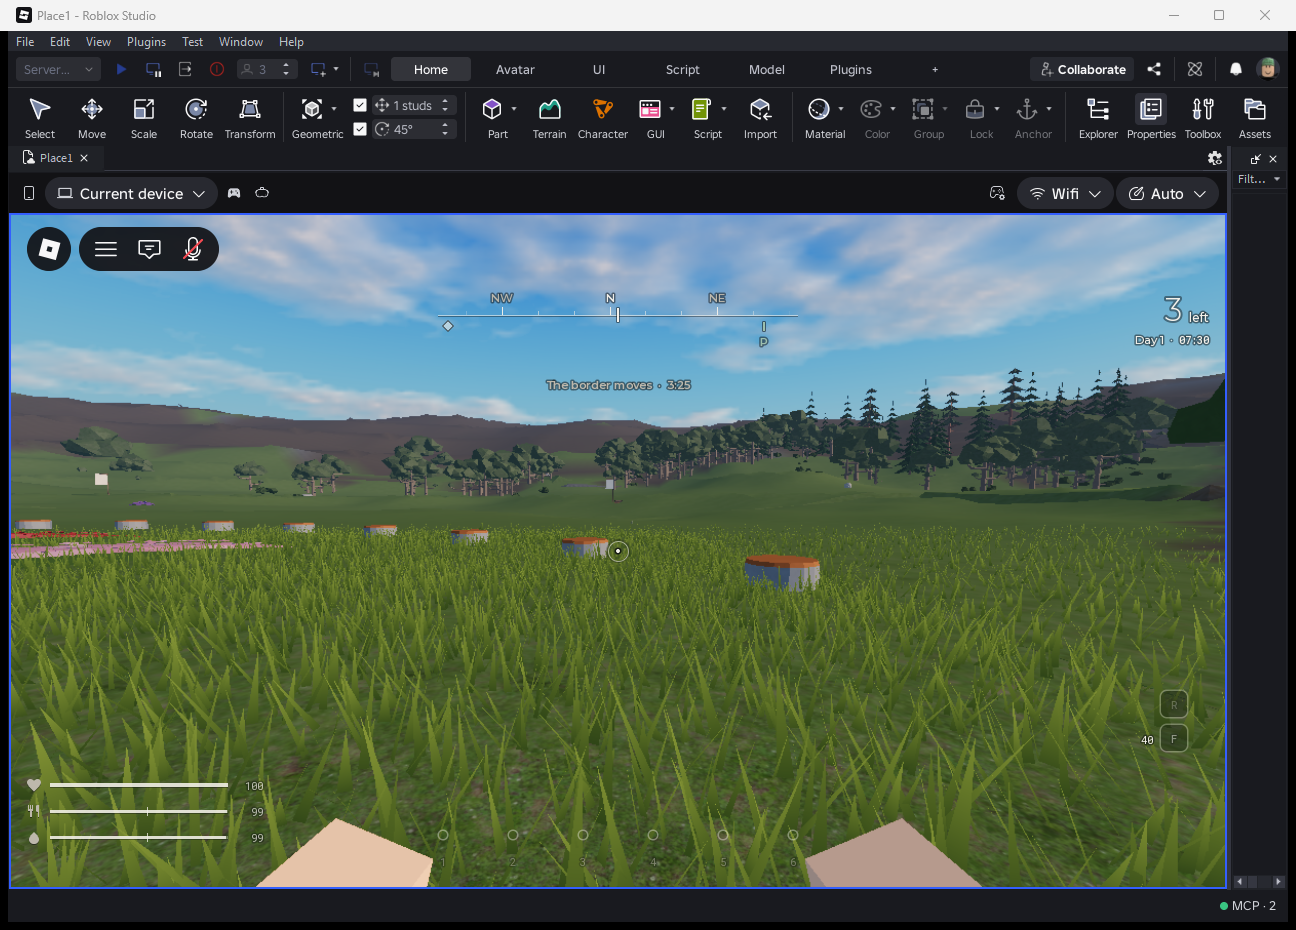 Place1 - Roblox Studio
File Edit View Plugins Test Window Help
Server... 3 Home Avatar UI Script Model Plugins + Collaborate
1 studs
45°
Select Move Scale Rotate Transform Geometric Part Terrain Character GUI Script Import Material Color Group Lock Anchor Explorer Properties Toolbox Assets
Place1
Filt...
Current device Wifi Auto
NW N NE
P
3 left
Day1 · 07:30
The border moves · 3:25
R
40 F
100
99
99
1 2 3 4 5 6
MCP · 2